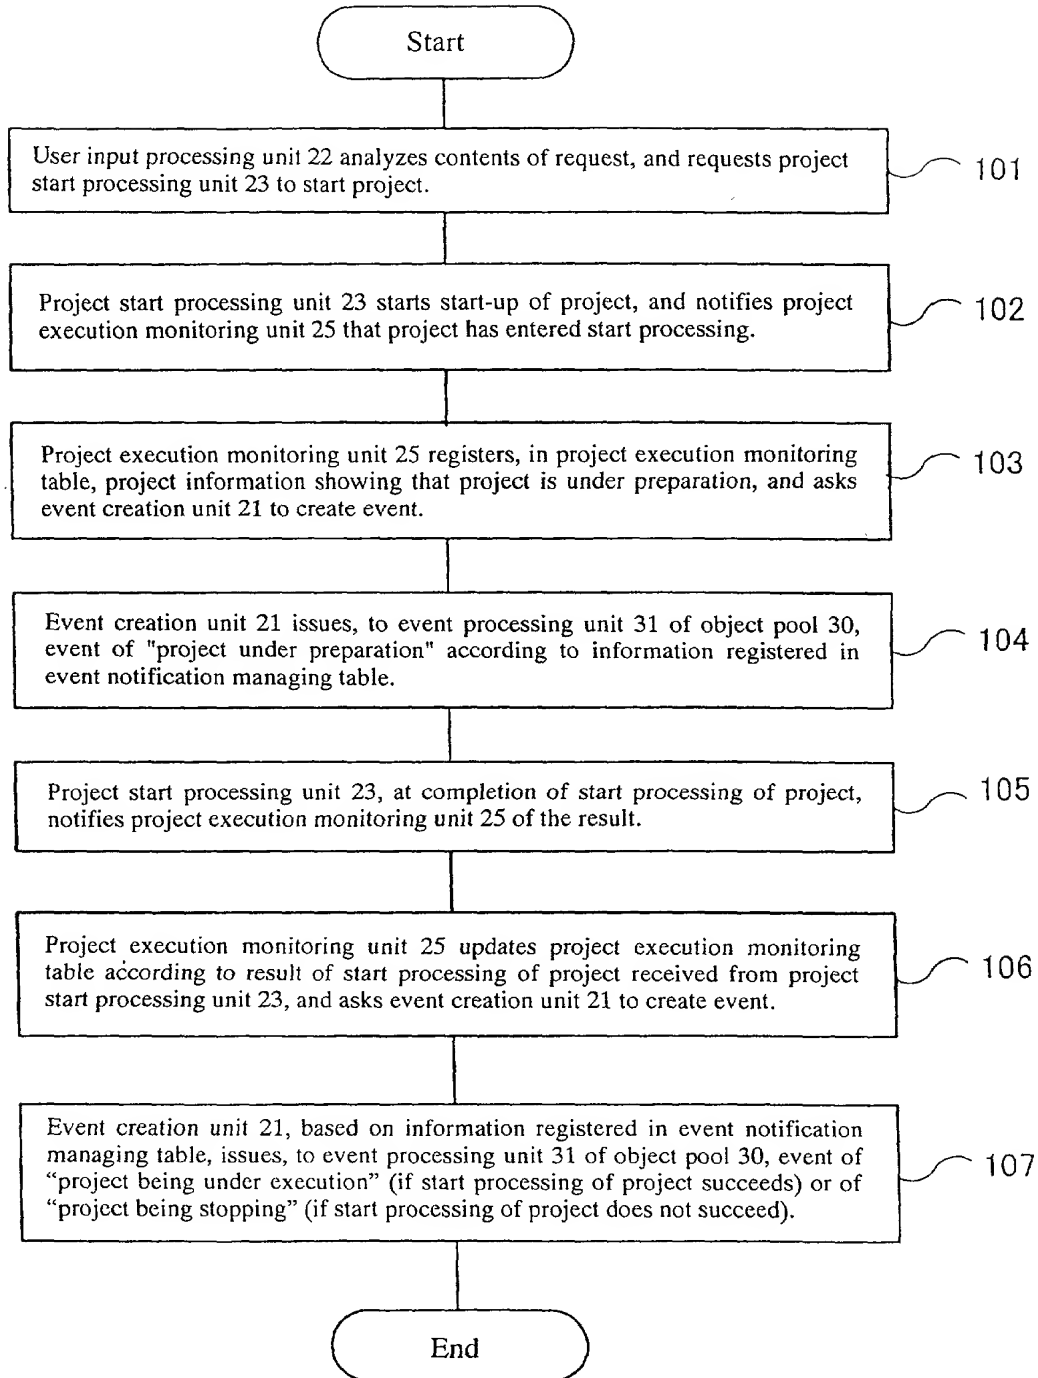 Start
User input processing unit 22 analyzes contents of request, and requests project
start processing unit 23 to start project.
101
Project start processing unit 23 starts start-up of project, and notifies project
execution monitoring unit 25 that project has entered start processing.
102
Project execution monitoring unit 25 registers, in project execution monitoring
table, project information showing that project is under preparation, and asks
event creation unit 21 to create event.
103
Event creation unit 21 issues, to event processing unit 31 of object pool 30,
event of "project under preparation" according to information registered in
event notification managing table.
104
Project start processing unit 23, at completion of start processing of project,
notifies project execution monitoring unit 25 of the result.
105
Project execution monitoring unit 25 updates project execution monitoring
table according to result of start processing of project received from project
start processing unit 23, and asks event creation unit 21 to create event.
106
Event creation unit 21, based on information registered in event notification
managing table, issues, to event processing unit 31 of object pool 30, event of
“project being under execution” (if start processing of project succeeds) or of
“project being stopping” (if start processing of project does not succeed).
107
End